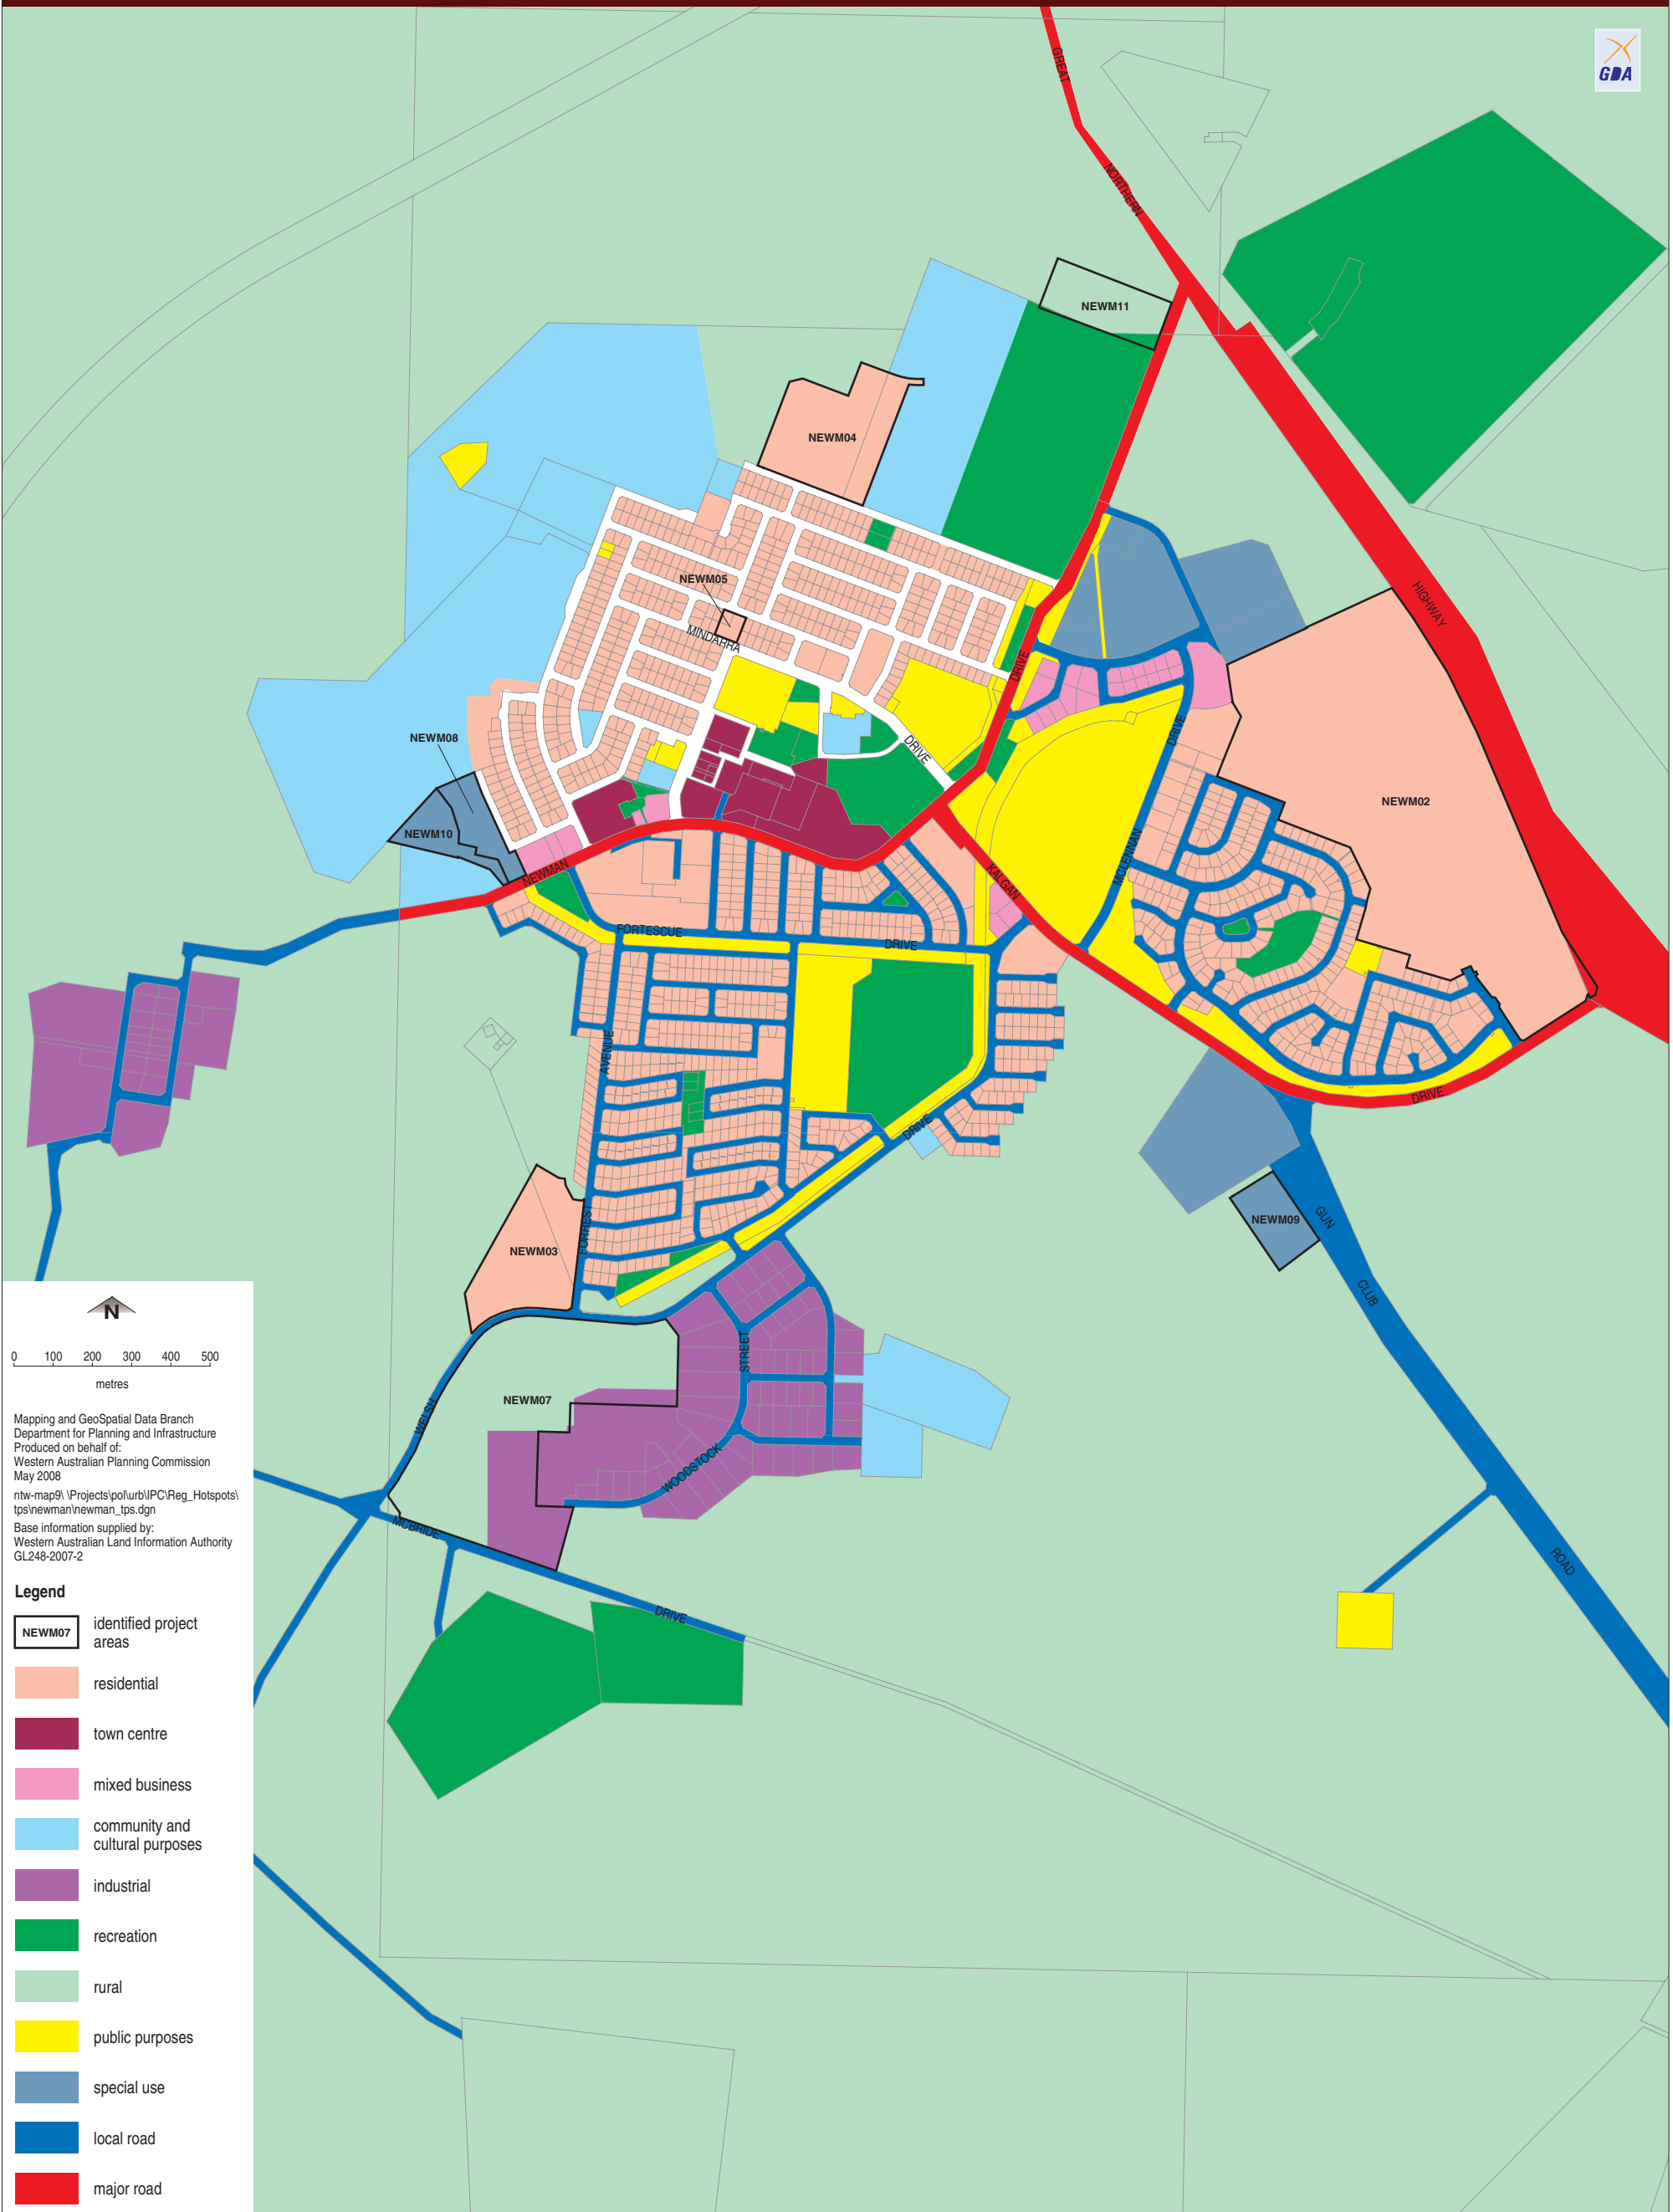 GREAT
GDA
NORTHERN
NEWM11
NEWM04
NEWM05
MINDARRA
HIGHWAY
DRIVE
NEWM08
DRIVE
DRIVE
NEWM02
NEWM10
NEWMAN
KALGAN
MCLENNAN
FORTESCUE
DRIVE
AVENUE
DRIVE
DRIVE
NEWM09
GUN
FORREST
NEWM03
CLUB
STREET
NEWM07
WELSH
WOODSTOCK
MCBRIDE
ROAD
DRIVE
N
0 100 200 300 400 500
metres
Mapping and GeoSpatial Data Branch
Department for Planning and Infrastructure
Produced on behalf of:
Western Australian Planning Commission
May 2008
ntw-map9\ \Projects\pol\urb\IPC\Reg_Hotspots\
tps\newman\newman_tps.dgn
Base information supplied by:
Western Australian Land Information Authority
GL248-2007-2
Legend
NEWM07 identified project
areas
residential
town centre
mixed business
community and
cultural purposes
industrial
recreation
rural
public purposes
special use
local road
major road